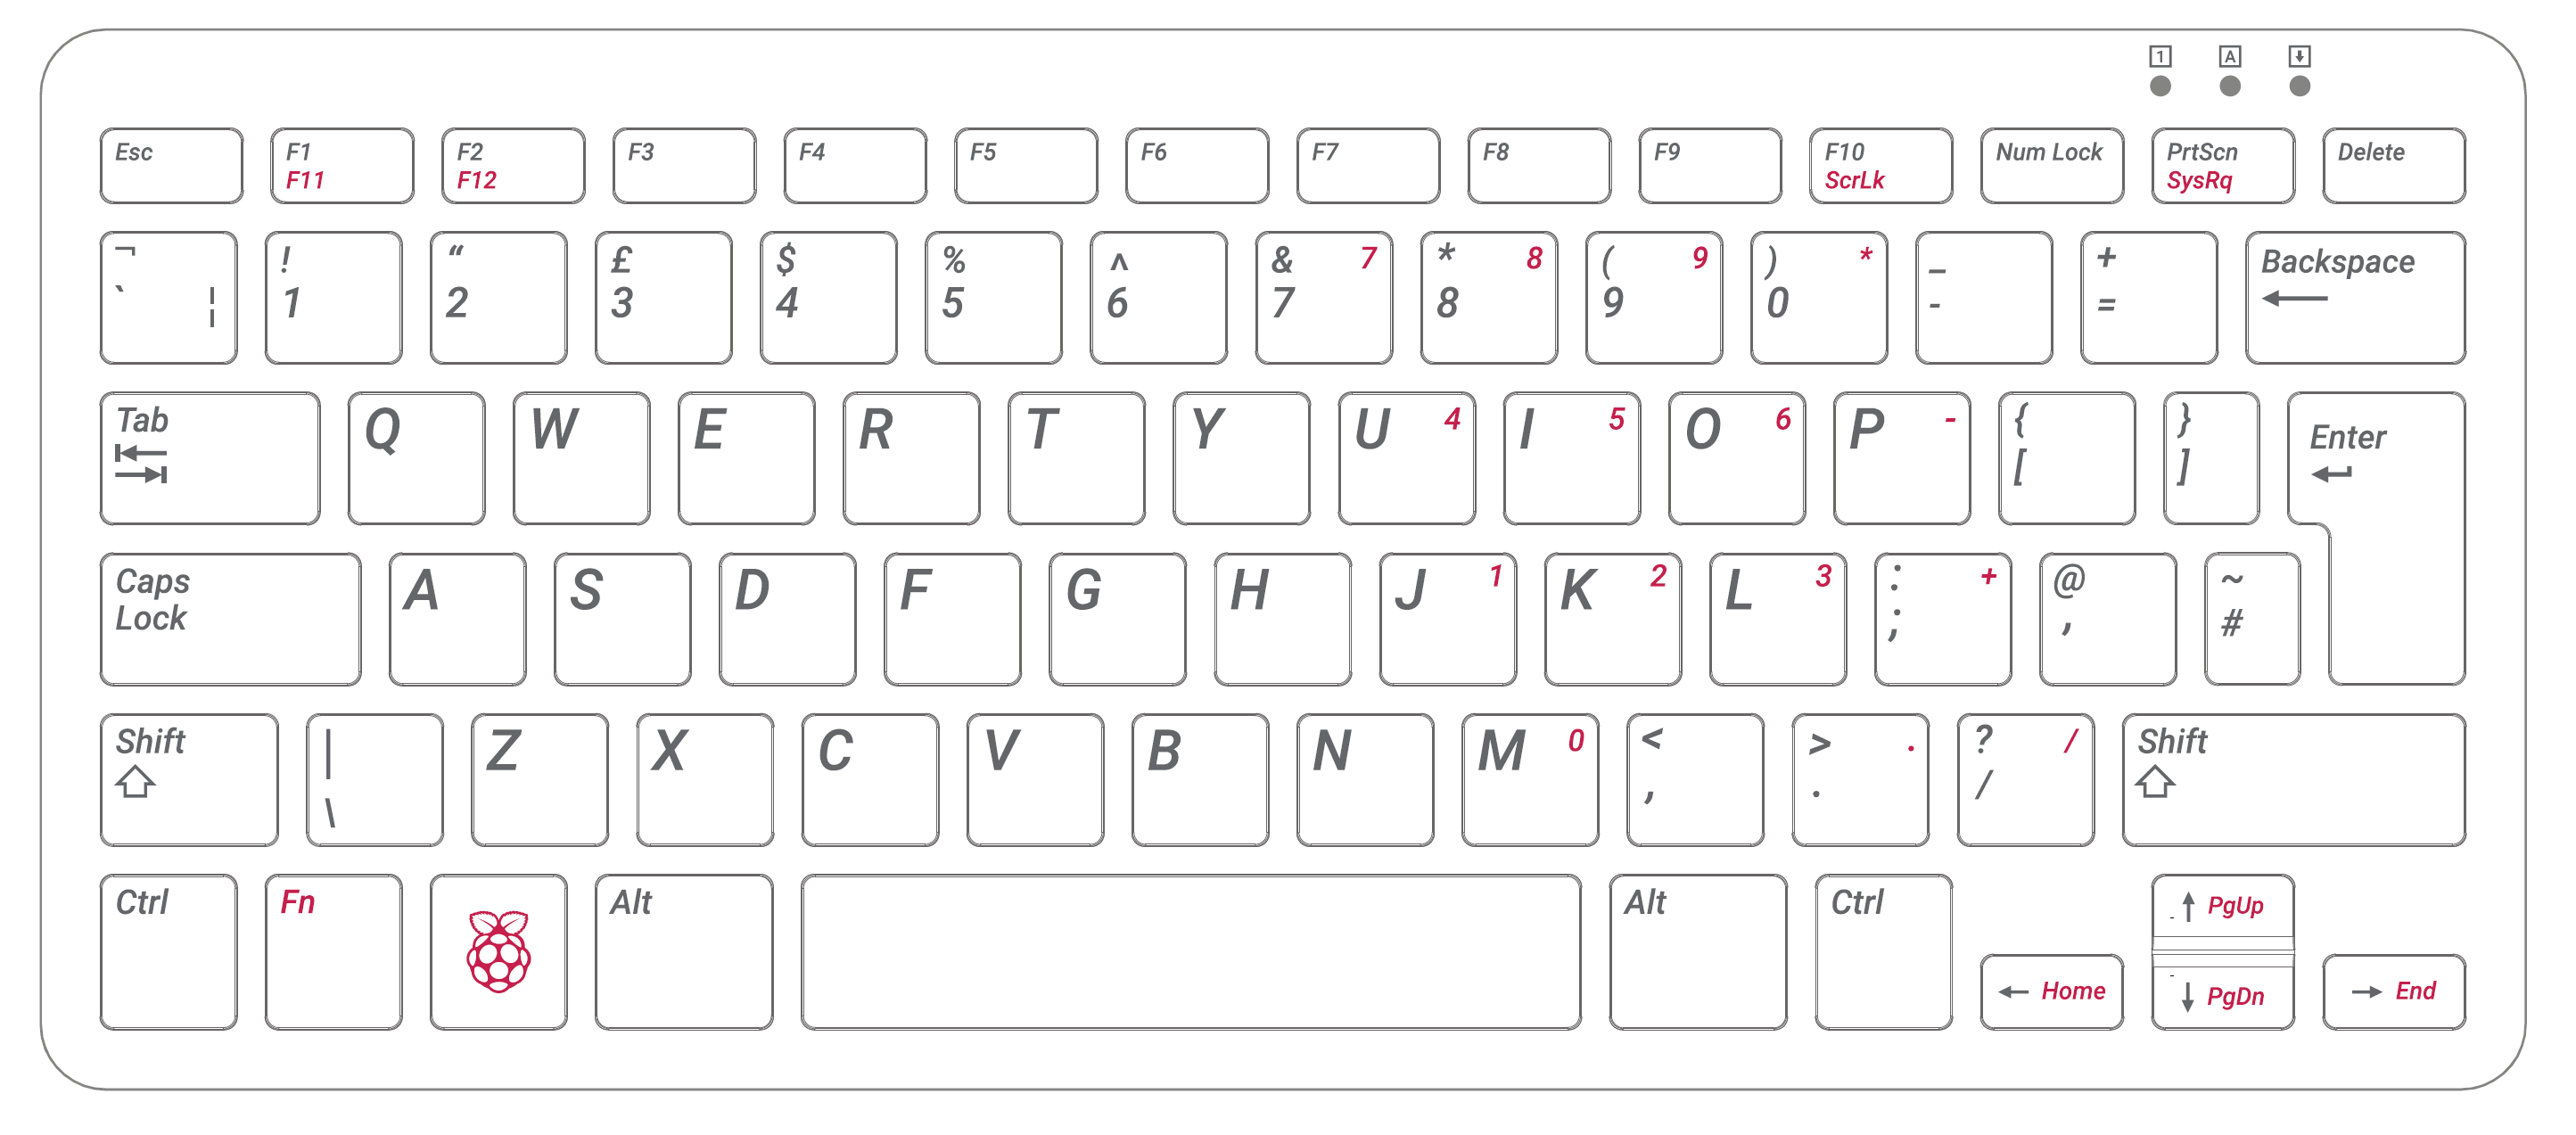 1 A
Esc F1 F2 F3 F4 F5 F6 F7 F8 F9 F10 Num Lock PrtScn Delete
F11 F12 ScrLk SysRq
¬ ! “ £ $ % ^ & 7 * 8 ( 9 ) * _ + Backspace
` ¦ 1 2 3 4 5 6 7 8 9 0 - = ←
Tab Q W E R T Y U 4 I 5 O 6 P - { } Enter
[ ] ↵
Caps A S D F G H J 1 K 2 L 3 : + @ ~
Lock ; ' #
Shift | Z X C V B N M 0 < > . ? / Shift
\ , . /
Ctrl Fn Alt Alt Ctrl ↑ PgUp
← Home ↓ PgDn → End